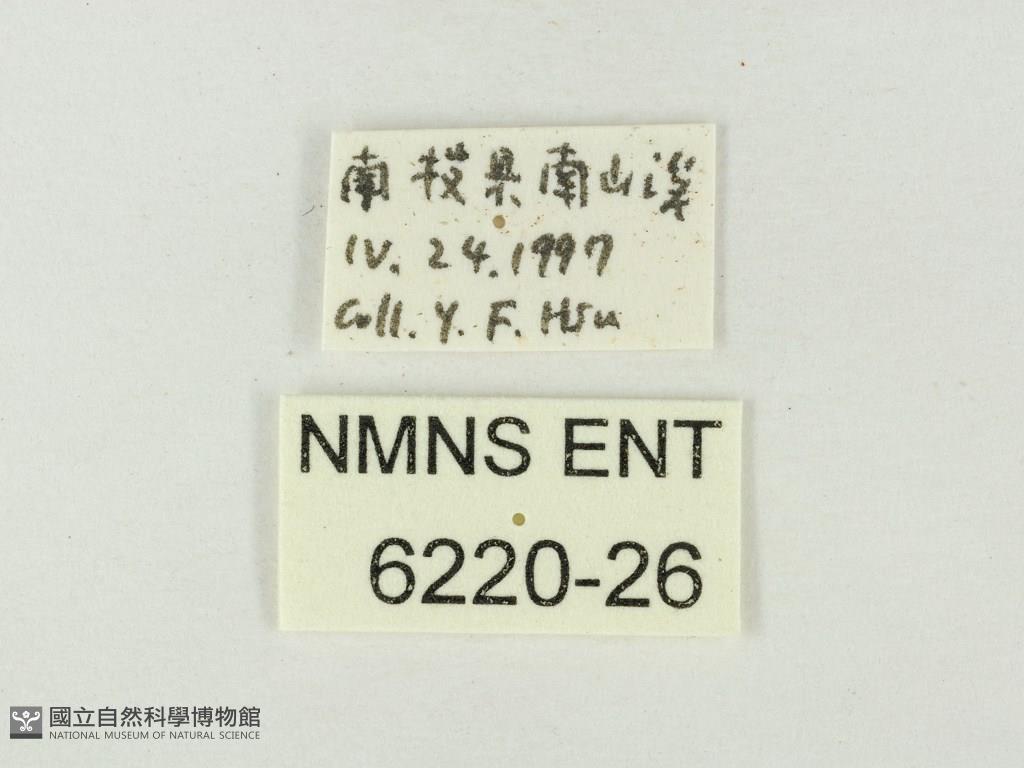 南投县南山溪
IV. 24. 1997
Coll. Y. F. Hsu
NMNS ENT
6220-26
國立自然科學博物館
NATIONAL MUSEUM OF NATURAL SCIENCE